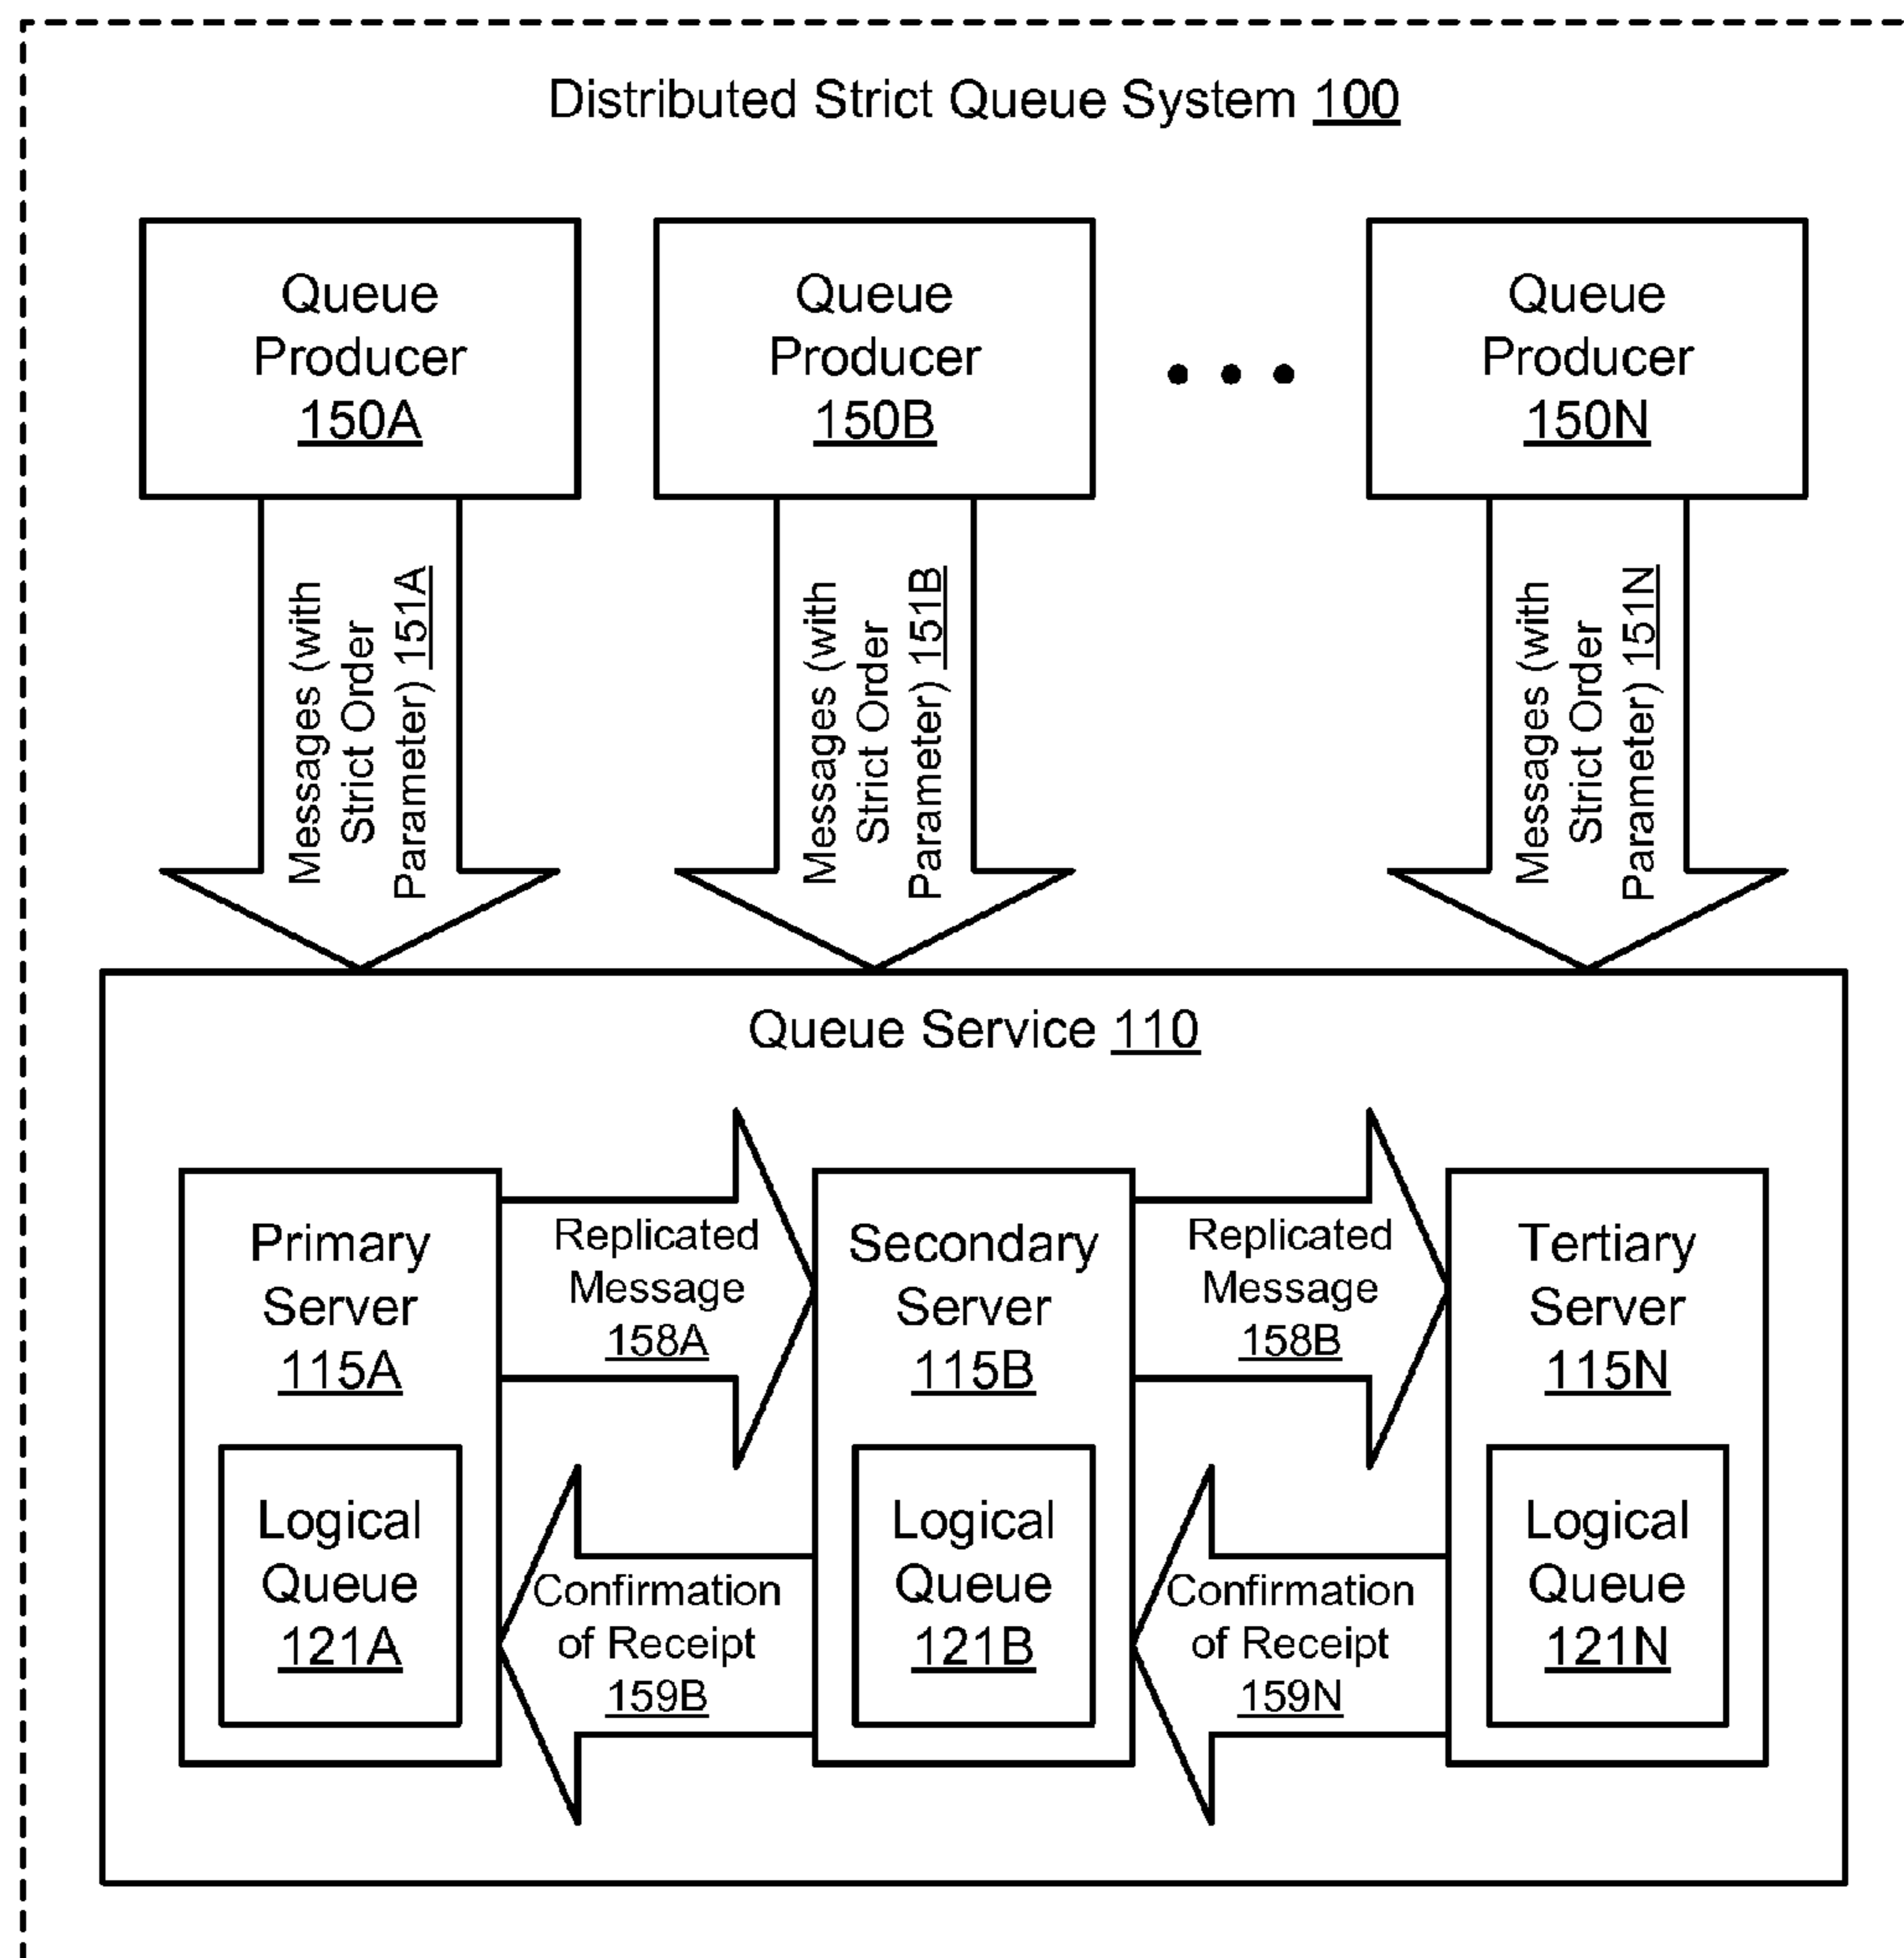 Distributed Strict Queue System 100
Queue
Producer
150A
Queue
Producer
150B
Queue
Producer
150N
Messages (with
Strict Order
Parameter) 151A
Messages (with
Strict Order
Parameter) 151B
Messages (with
Strict Order
Parameter) 151N
Queue Service 110
Primary
Server
115A
Replicated
Message
158A
Secondary
Server
115B
Replicated
Message
158B
Tertiary
Server
115N
Logical
Queue
121A
Confirmation
of Receipt
159B
Logical
Queue
121B
Confirmation
of Receipt
159N
Logical
Queue
121N